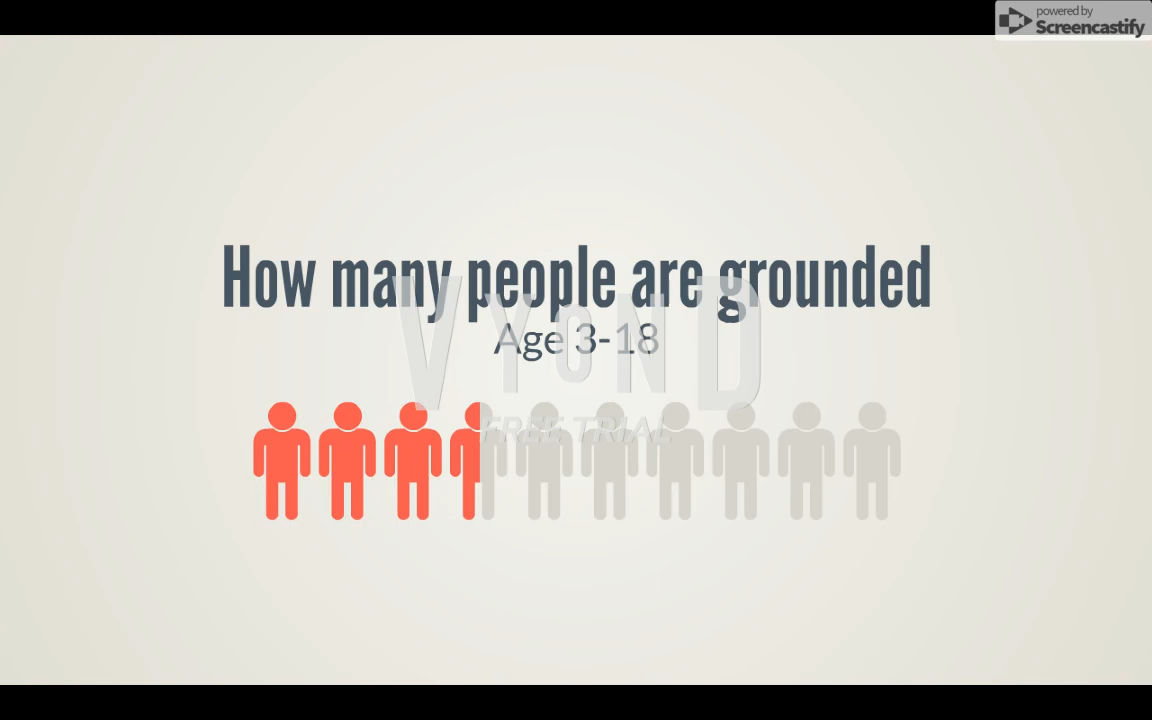 powered by
Screencastify
How many people are grounded
Age 3-18
VYOND
FREE TRIAL